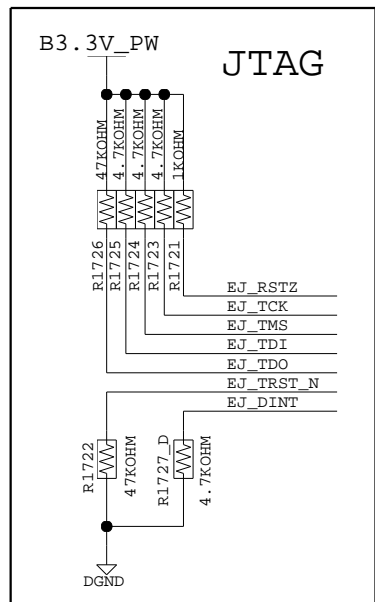 B3.3V_PW
JTAG
47KOHM
4.7KOHM
4.7KOHM
4.7KOHM
1KOHM
R1726
R1725
R1724
R1723
R1721
EJ_RSTZ
EJ_TCK
EJ_TMS
EJ_TDI
EJ_TDO
EJ_TRST_N
EJ_DINT
R1722
47KOHM
R1727_D
4.7KOHM
DGND